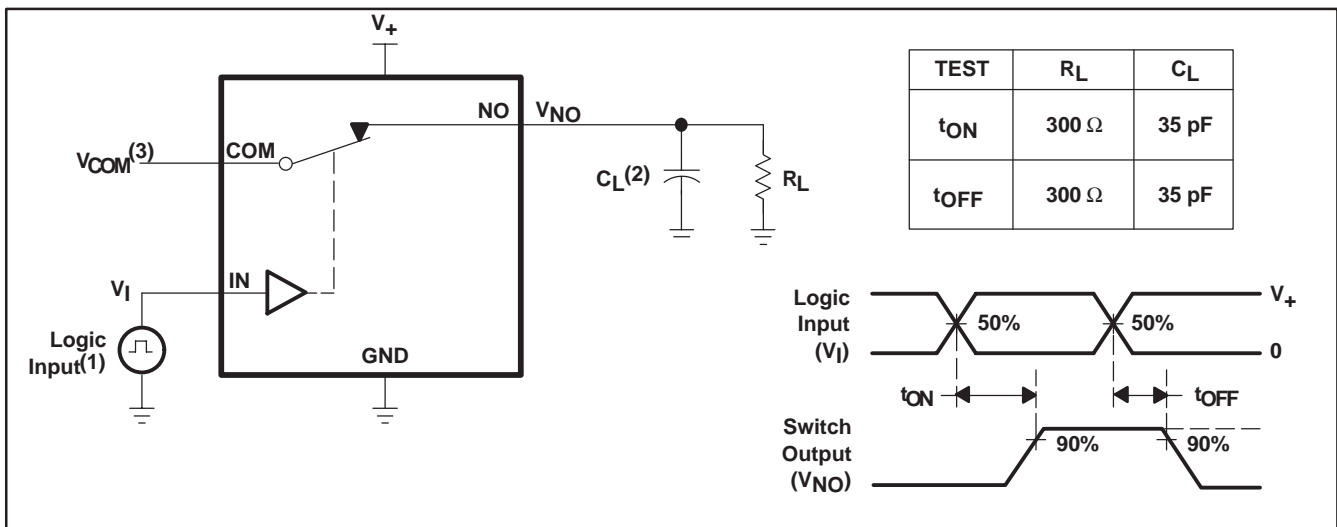 V+
NO
VNO
VCOM(3)
COM
CL(2)
RL
VI
IN
Logic
Input(1)
GND
TEST RL CL
tON 300 Ω 35 pF
tOFF 300 Ω 35 pF
Logic
Input
(VI)
50%
50%
V+
0
tON
tOFF
Switch
Output
(VNO)
90%
90%